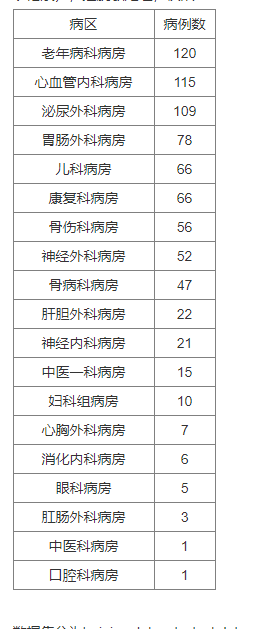 病区 病例数
老年病科病房 120
心血管内科病房 115
泌尿外科病房 109
胃肠外科病房 78
儿科病房 66
康复科病房 66
骨伤科病房 56
神经外科病房 52
骨病科病房 47
肝胆外科病房 22
神经内科病房 21
中医一科病房 15
妇科组病房 10
心胸外科病房 7
消化内科病房 6
眼科病房 5
肛肠外科病房 3
中医科病房 1
口腔科病房 1